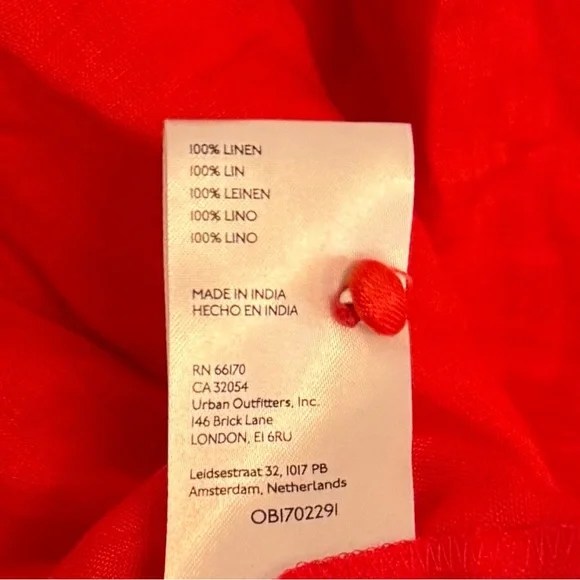 100% LINEN
100% LIN
100% LEINEN
100% LINO
100% LINO
MADE IN INDIA
HECHO EN INDIA
RN 66170
CA 32054
Urban Outfitters, Inc.
146 Brick Lane
LONDON, E1 6RU
Leidsestraat 32, 1017 PB
Amsterdam, Netherlands
OB1702291